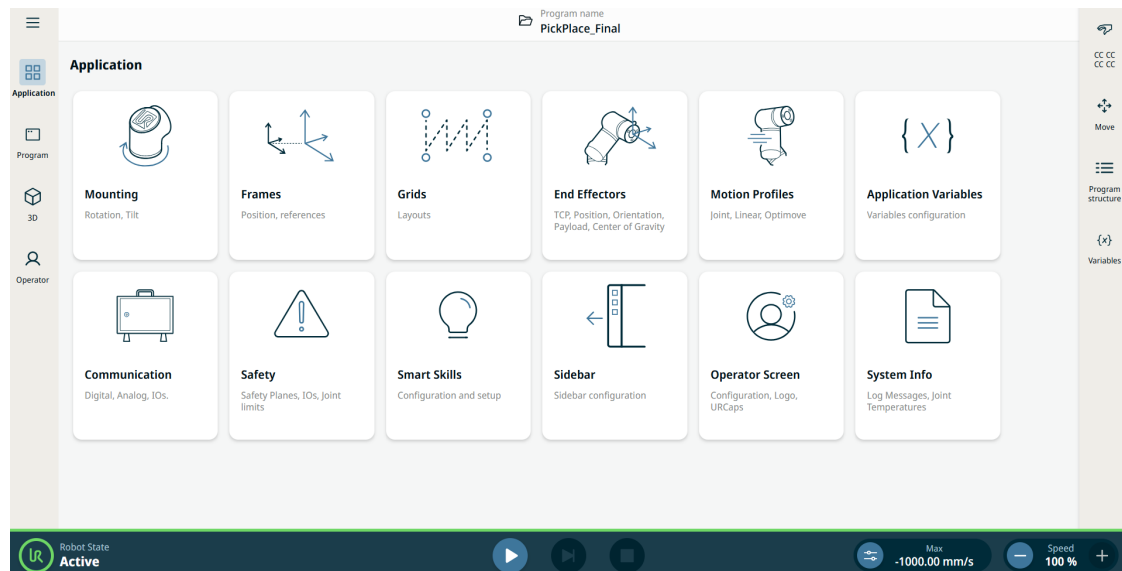 Program name
PickPlace_Final
Application
Application
Program
3D
Operator
Mounting
Rotation, Tilt
Frames
Position, references
Grids
Layouts
End Effectors
TCP, Position, Orientation,
Payload, Center of Gravity
Motion Profiles
Joint, Linear, Optimove
{ X }
Application Variables
Variables configuration
Communication
Digital, Analog, IOs.
Safety
Safety Planes, IOs, Joint
limits
Smart Skills
Configuration and setup
Sidebar
Sidebar configuration
Operator Screen
Configuration, Logo,
URCaps
System Info
Log Messages, Joint
Temperatures
CC CC
CC CC
Move
Program
structure
{x}
Variables
UR
Robot State
Active
Max
-1000.00 mm/s
Speed
100 %